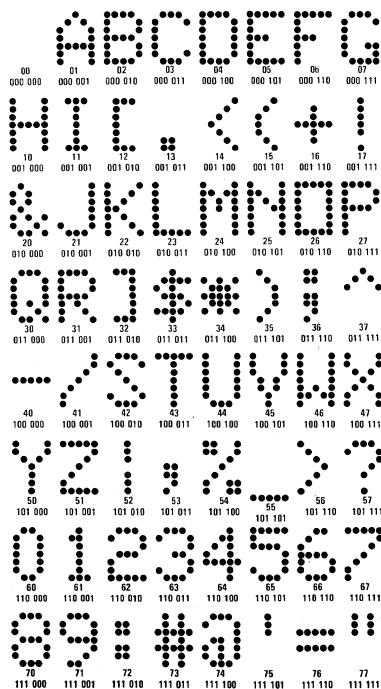 A B C D E F G
00 01 02 03 04 05 06 07
000 000 000 001 000 010 000 011 000 100 000 101 000 110 000 111
H I [ . < ( + !
10 11 12 13 14 15 16 17
001 000 001 001 001 010 001 011 001 100 001 101 001 110 001 111
& J K L M N O P
20 21 22 23 24 25 26 27
010 000 010 001 010 010 010 011 010 100 010 101 010 110 010 111
Q R ] $ * ) ; ^
30 31 32 33 34 35 36 37
011 000 011 001 011 010 011 011 011 100 011 101 011 110 011 111
- / S T U V W X
40 41 42 43 44 45 46 47
100 000 100 001 100 010 100 011 100 100 100 101 100 110 100 111
Y Z | , % _ > ?
50 51 52 53 54 55 56 57
101 000 101 001 101 010 101 011 101 100 101 101 101 110 101 111
0 1 2 3 4 5 6 7
60 61 62 63 64 65 66 67
110 000 110 001 110 010 110 011 110 100 110 101 110 110 110 111
8 9 : # @ ' = "
70 71 72 73 74 75 76 77
111 000 111 001 111 010 111 011 111 100 111 101 111 110 111 111